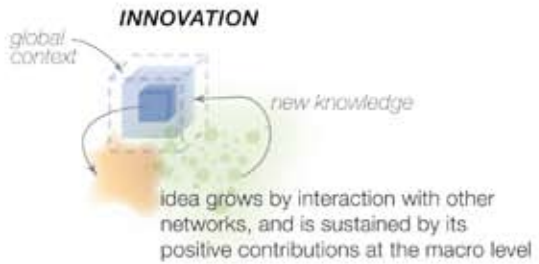 INNOVATION
global
context
new knowledge
idea grows by interaction with other
networks, and is sustained by its
positive contributions at the macro level